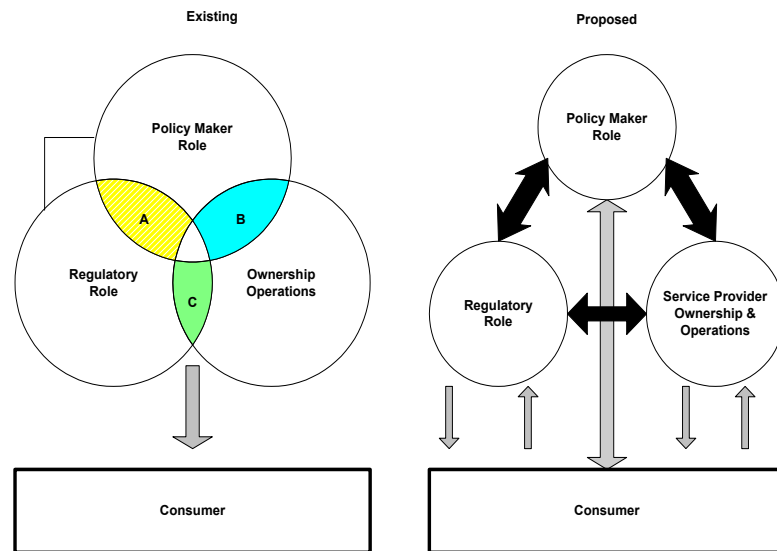 Existing
Policy Maker
Role
A
B
Regulatory
Role
Ownership
Operations
C
Consumer
Proposed
Policy Maker
Role
Regulatory
Role
Service Provider
Ownership &
Operations
Consumer